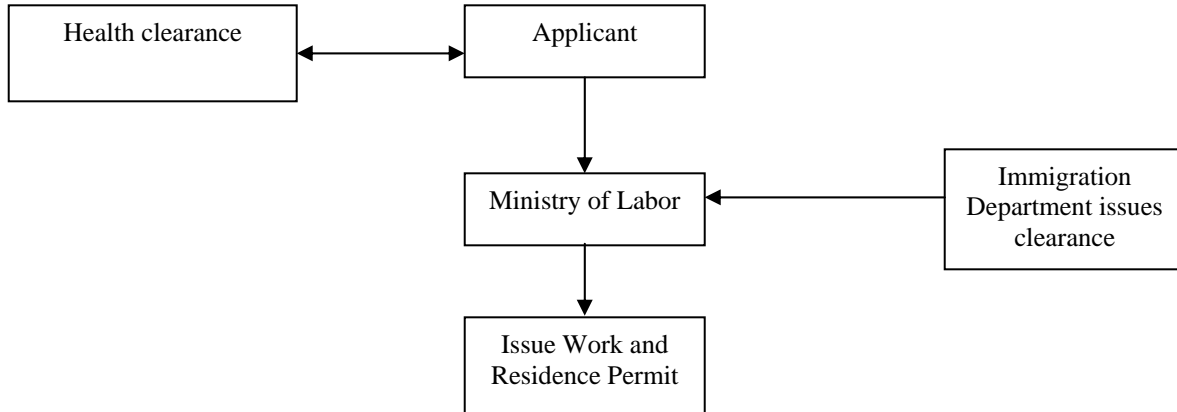 Health clearance
Applicant
Ministry of Labor
Immigration
Department issues
clearance
Issue Work and
Residence Permit